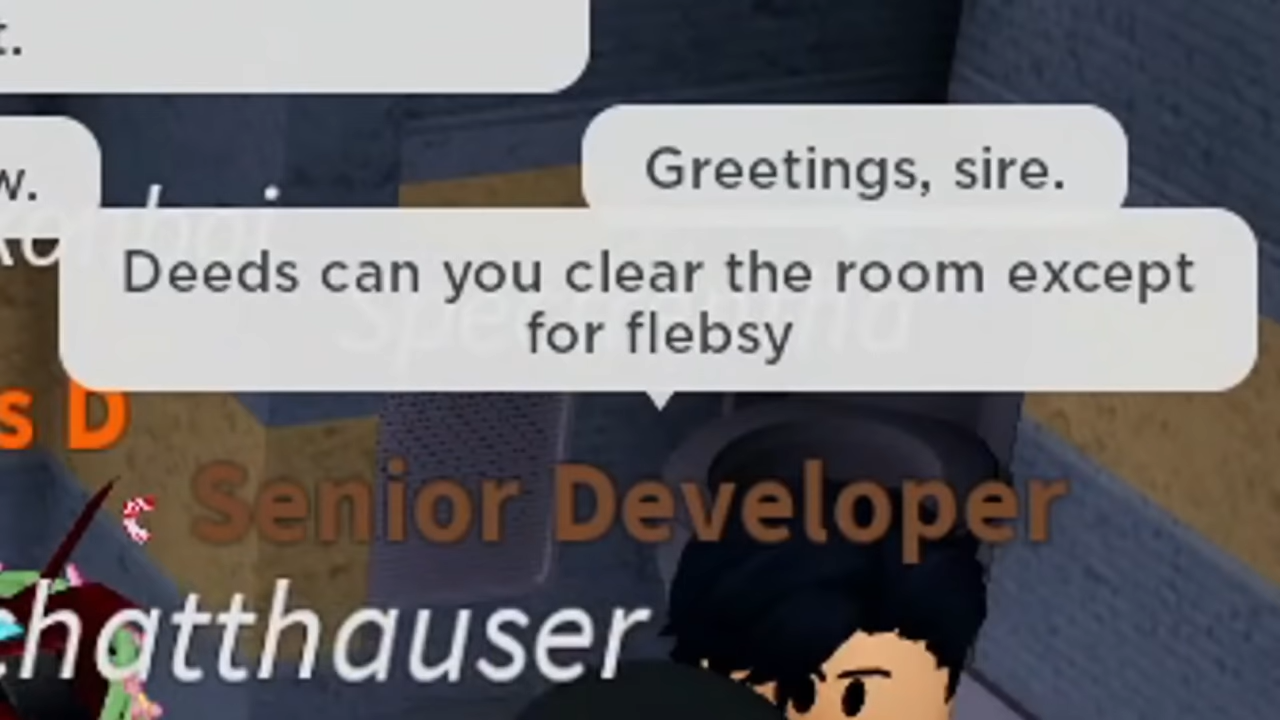 t.
w.
Greetings, sire.
Deeds can you clear the room except
for flebsy
s D
Senior Developer
chatthauser